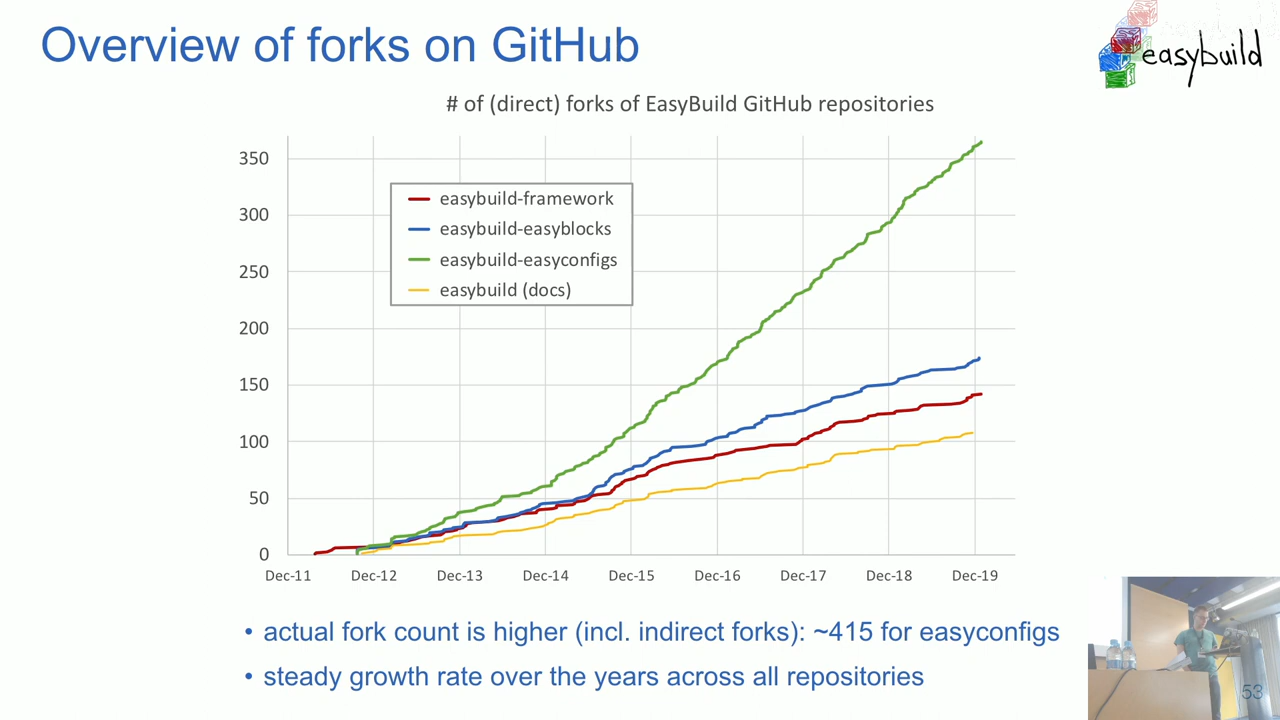 Overview of forks on GitHub
easybuild
# of (direct) forks of EasyBuild GitHub repositories
350
300
250
200
150
100
50
0
easybuild-framework
easybuild-easyblocks
easybuild-easyconfigs
easybuild (docs)
Dec-11 Dec-12 Dec-13 Dec-14 Dec-15 Dec-16 Dec-17 Dec-18 Dec-19
• actual fork count is higher (incl. indirect forks): ~415 for easyconfigs
• steady growth rate over the years across all repositories
53